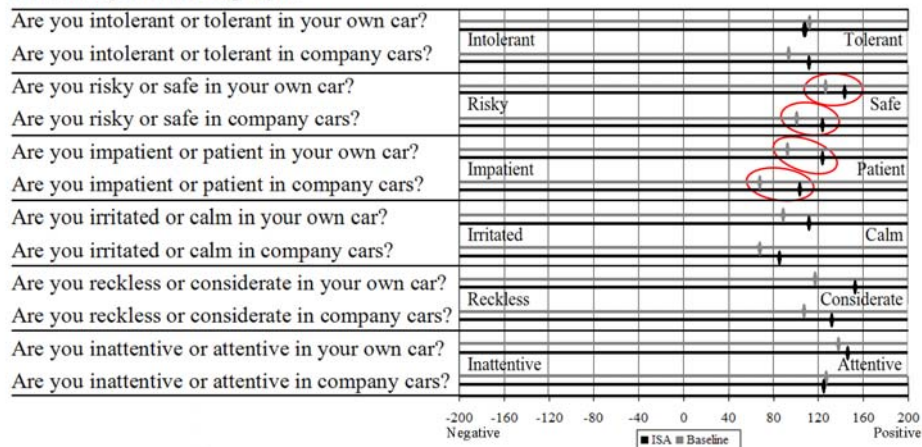 Are you intolerant or tolerant in your own car?
Intolerant Tolerant
Are you intolerant or tolerant in company cars?
Are you risky or safe in your own car?
Risky Safe
Are you risky or safe in company cars?
Are you impatient or patient in your own car?
Impatient Patient
Are you impatient or patient in company cars?
Are you irritated or calm in your own car?
Irritated Calm
Are you irritated or calm in company cars?
Are you reckless or considerate in your own car?
Reckless Considerate
Are you reckless or considerate in company cars?
Are you inattentive or attentive in your own car?
Inattentive Attentive
Are you inattentive or attentive in company cars?
-200 -160 -120 -80 -40 0 40 80 120 160 200
Negative Positive
ISA Baseline